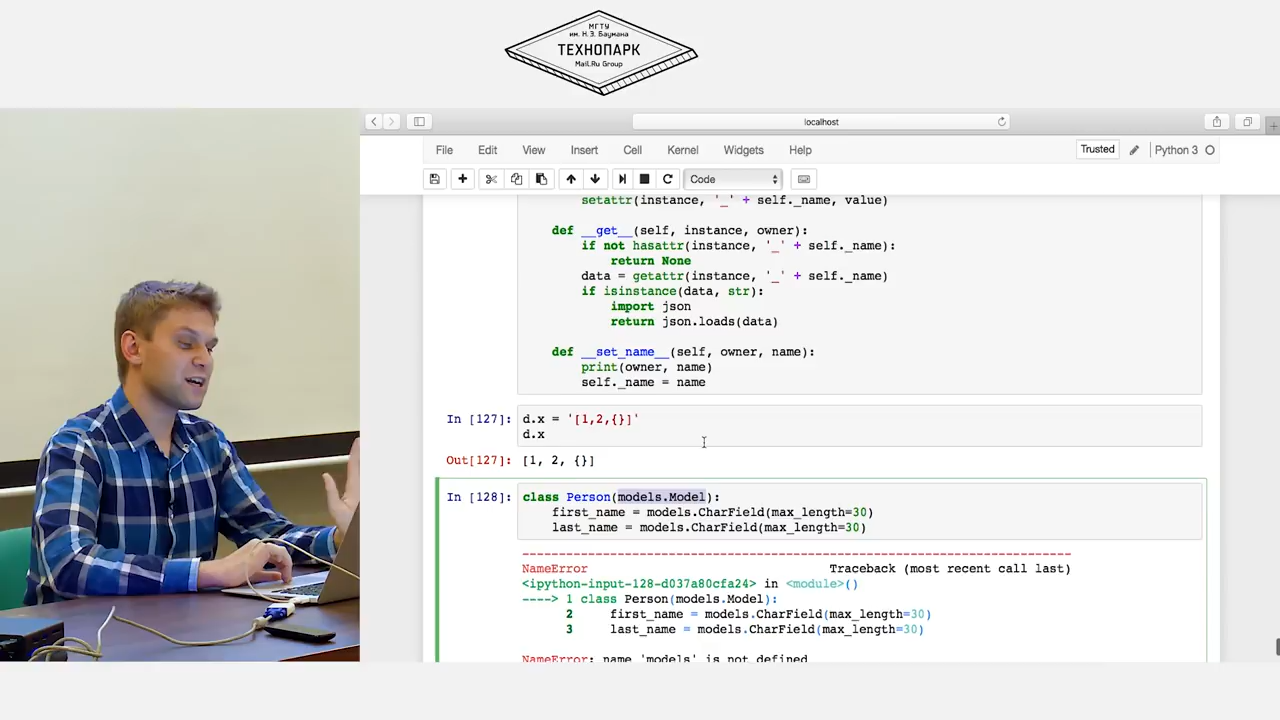 МГТУ
им. Н.Э. Баумана
ТЕХНОПАРК
Mail.Ru Group
localhost
File Edit View Insert Cell Kernel Widgets Help
Trusted
Python 3
Code
setattr(instance, '_' + self._name, value)
def __get__(self, instance, owner):
if not hasattr(instance, '_' + self._name):
return None
data = getattr(instance, '_' + self._name)
if isinstance(data, str):
import json
return json.loads(data)
def __set_name__(self, owner, name):
print(owner, name)
self._name = name
In [127]: d.x = '[1,2,{}]'
d.x
Out[127]: [1, 2, {}]
In [128]: class Person(models.Model):
first_name = models.CharField(max_length=30)
last_name = models.CharField(max_length=30)
---------------------------------------------------------------------------
NameError Traceback (most recent call last)
<ipython-input-128-d037a80cfa24> in <module>()
----> 1 class Person(models.Model):
2 first_name = models.CharField(max_length=30)
3 last_name = models.CharField(max_length=30)
NameError: name 'models' is not defined